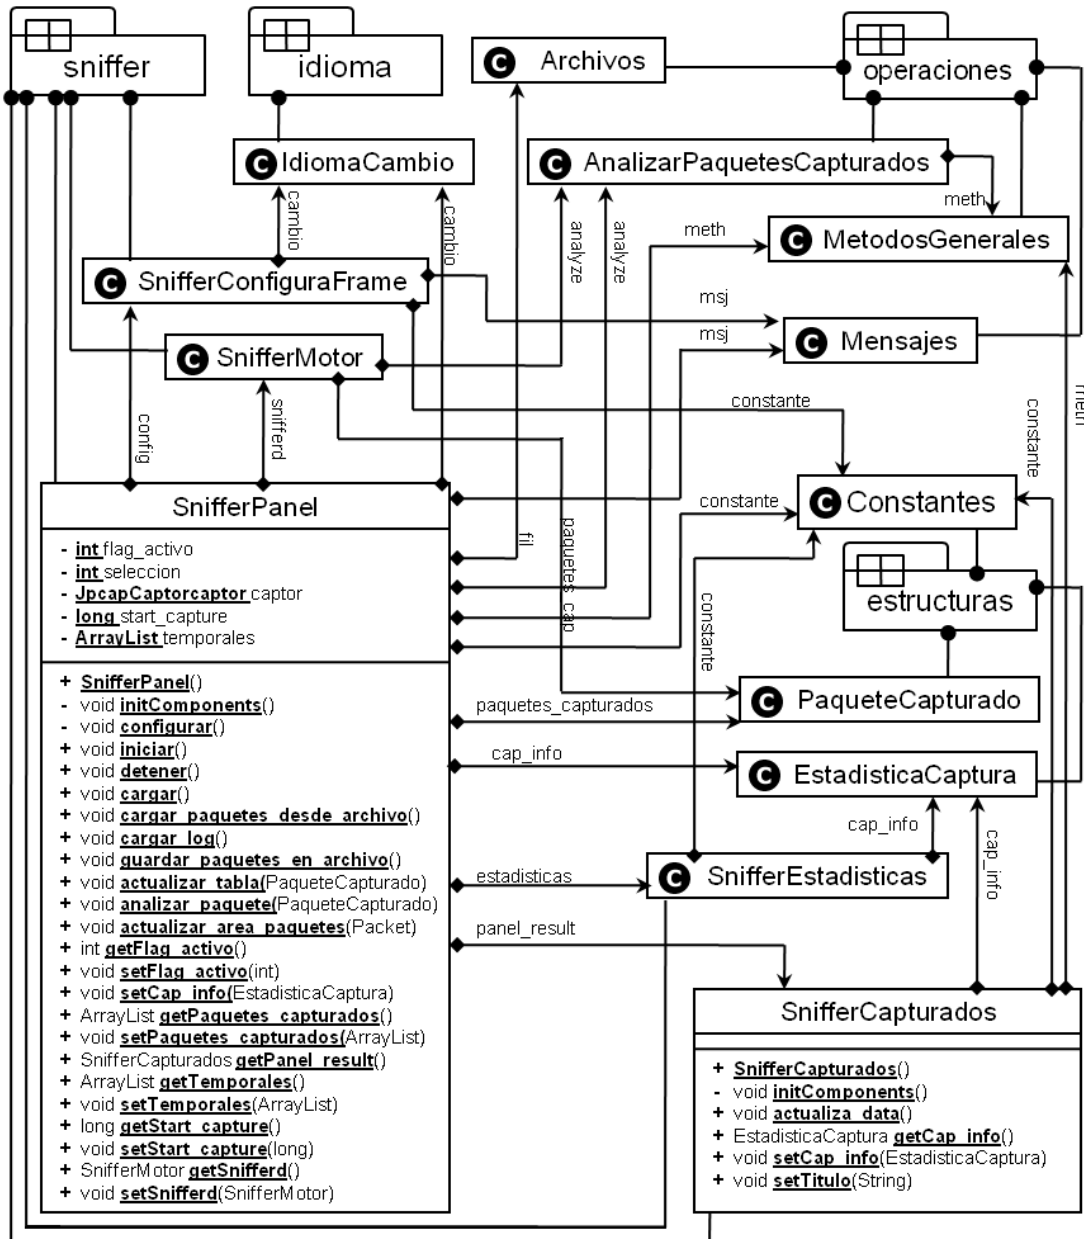 sniffer
idioma
C Archivos
operaciones
C IdiomaCambio
C AnalizarPaquetesCapturados
cambio
cambio
analyze
analyze
meth
meth
C MetodosGenerales
C SnifferConfiguraFrame
msj
msj
C Mensajes
C SnifferMotor
constante
config
snifferd
constante
meth
SnifferPanel
constante
C Constantes
- int flag_activo
- int seleccion
- JpcapCaptorcaptor captor
- long start_capture
- ArrayList temporales
fil
paquetes_cap
constante
estructuras
+ SnifferPanel()
- void initComponents()
- void configurar()
+ void iniciar()
+ void detener()
+ void cargar()
+ void cargar_paquetes_desde_archivo()
+ void cargar_log()
+ void guardar_paquetes_en_archivo()
+ void actualizar_tabla(PaqueteCapturado)
+ void analizar_paquete(PaqueteCapturado)
+ void actualizar_area_paquetes(Packet)
+ int getFlag_activo()
+ void setFlag_activo(int)
+ void setCap_info(EstadisticaCaptura)
+ ArrayList getPaquetes_capturados()
+ void setPaquetes_capturados(ArrayList)
+ SnifferCapturados getPanel_result()
+ ArrayList getTemporales()
+ void setTemporales(ArrayList)
+ long getStart_capture()
+ void setStart_capture(long)
+ SnifferMotor getSnifferd()
+ void setSnifferd(SnifferMotor)
paquetes_capturados
C PaqueteCapturado
cap_info
C EstadisticaCaptura
cap_info
cap_info
estadisticas
C SnifferEstadisticas
panel_result
SnifferCapturados
+ SnifferCapturados()
- void initComponents()
+ void actualiza_data()
+ EstadisticaCaptura getCap_info()
+ void setCap_info(EstadisticaCaptura)
+ void setTitulo(String)